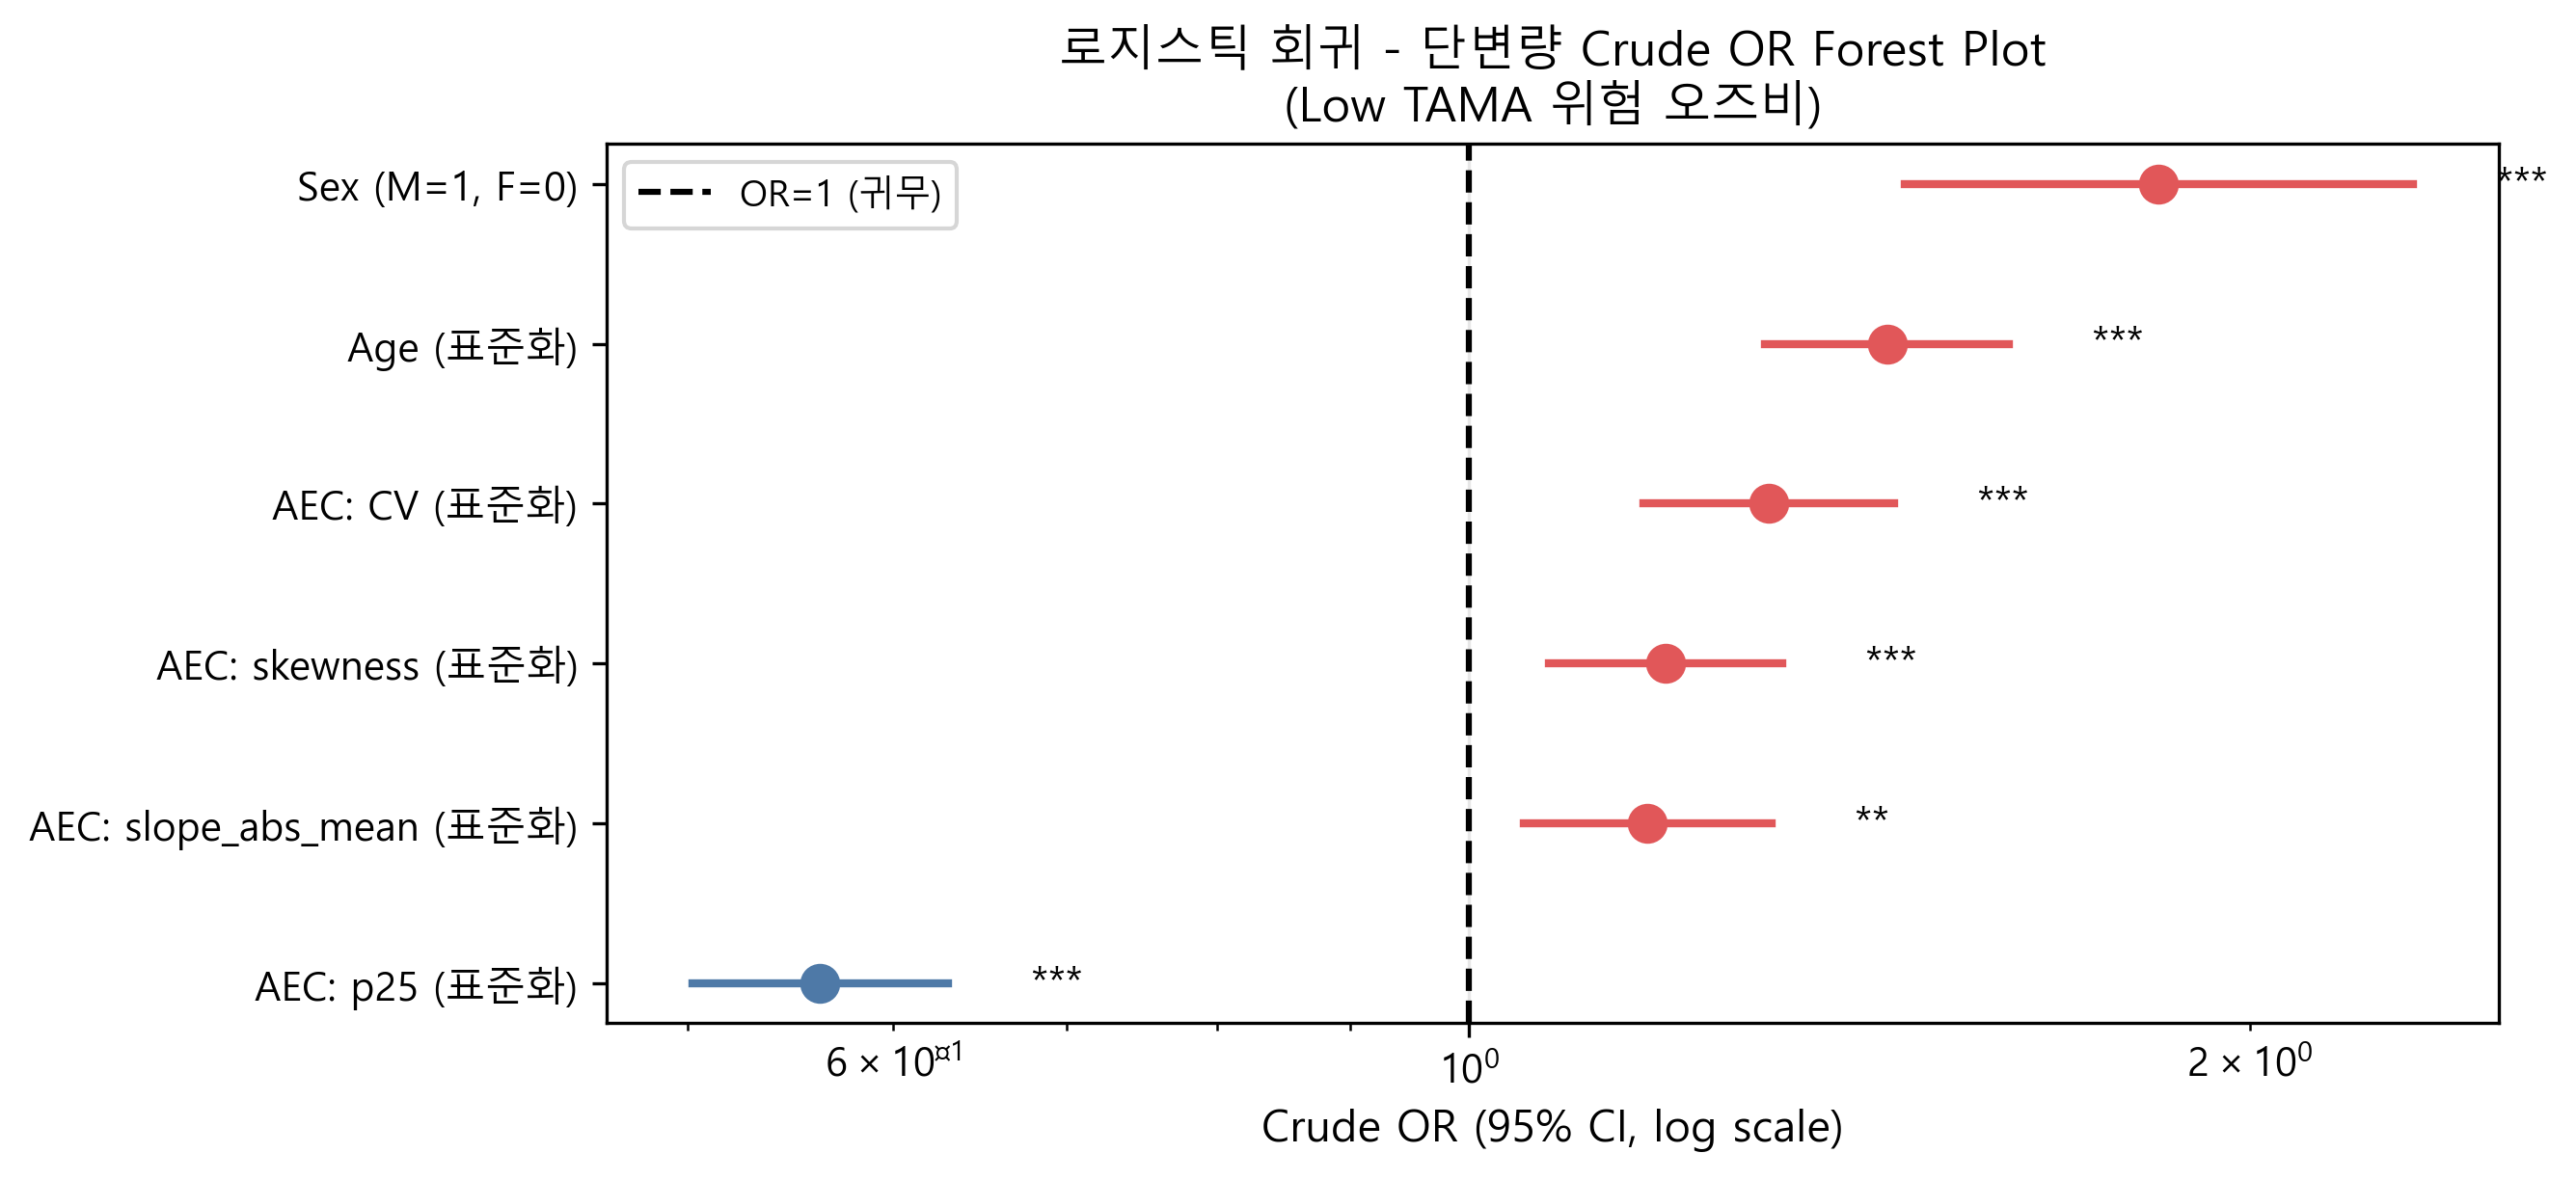 로지스틱 회귀 - 단변량 Crude OR Forest Plot
(Low TAMA 위험 오즈비)
OR=1 (귀무)
Sex (M=1, F=0)
***
Age (표준화)
***
AEC: CV (표준화)
***
AEC: skewness (표준화)
***
AEC: slope_abs_mean (표준화)
**
AEC: p25 (표준화)
***
6 × 10¤1
10⁰
2 × 10⁰
Crude OR (95% CI, log scale)